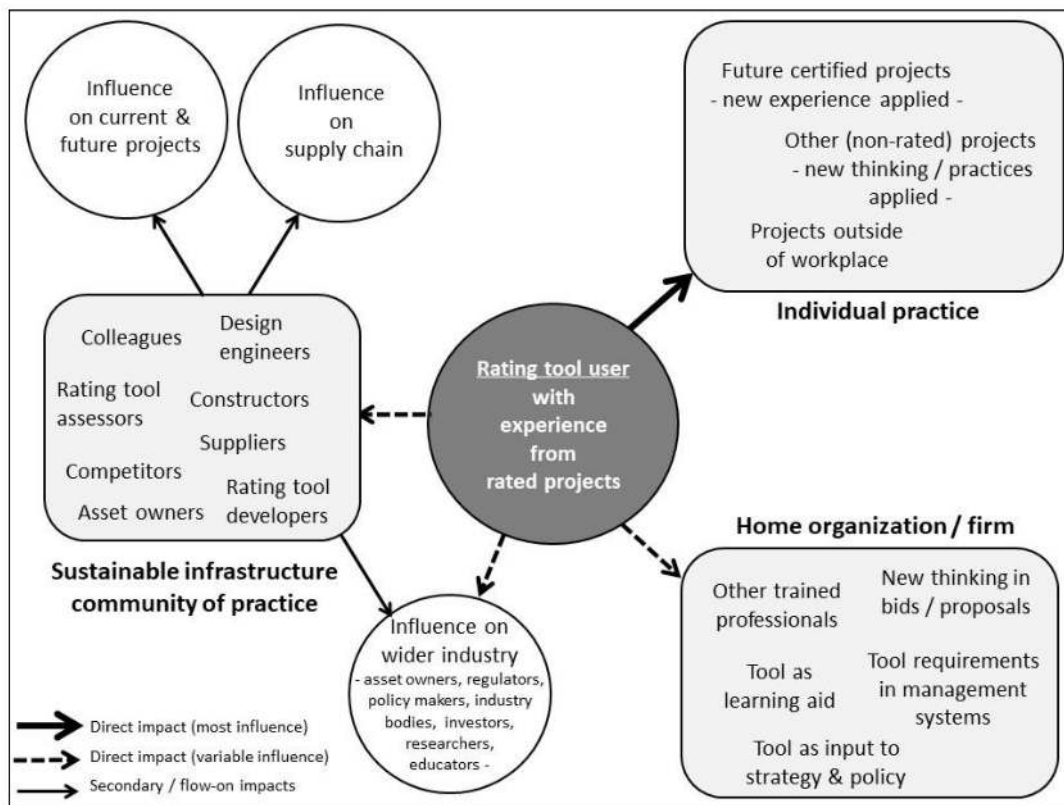 Influence
on current &
future projects
Influence
on
supply chain
Future certified projects
- new experience applied -
Other (non-rated) projects
- new thinking / practices
applied -
Projects outside
of workplace
Individual practice
Colleagues
Design
engineers
Rating tool
assessors
Constructors
Suppliers
Competitors
Asset owners
Rating tool
developers
Sustainable infrastructure
community of practice
Rating tool user
with
experience
from
rated projects
Home organization / firm
Other trained
professionals
New thinking in
bids / proposals
Tool as
learning aid
Tool requirements
in management
systems
Tool as input to
strategy & policy
Influence on
wider industry
- asset owners, regulators,
policy makers, industry
bodies, investors,
researchers,
educators -
Direct impact (most influence)
Direct impact (variable influence)
Secondary / flow-on impacts